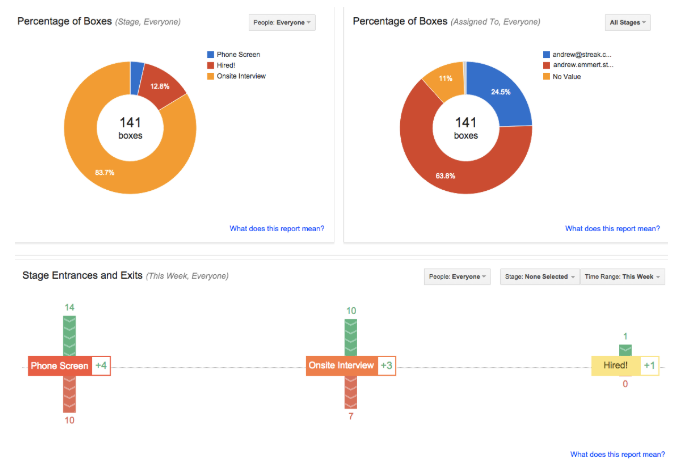 Percentage of Boxes (Stage, Everyone)
People: Everyone
Phone Screen
Hired!
Onsite Interview
12.8%
141
boxes
83.7%
What does this report mean?
Percentage of Boxes (Assigned To, Everyone)
All Stages
andrew@streak.c...
andrew.emmert.st...
No Value
11%
24.5%
141
boxes
63.8%
What does this report mean?
Stage Entrances and Exits (This Week, Everyone)
People: Everyone
Stage: None Selected
Time Range: This Week
14
10
1
Phone Screen +4
Onsite Interview +3
Hired! +1
10
7
0
What does this report mean?